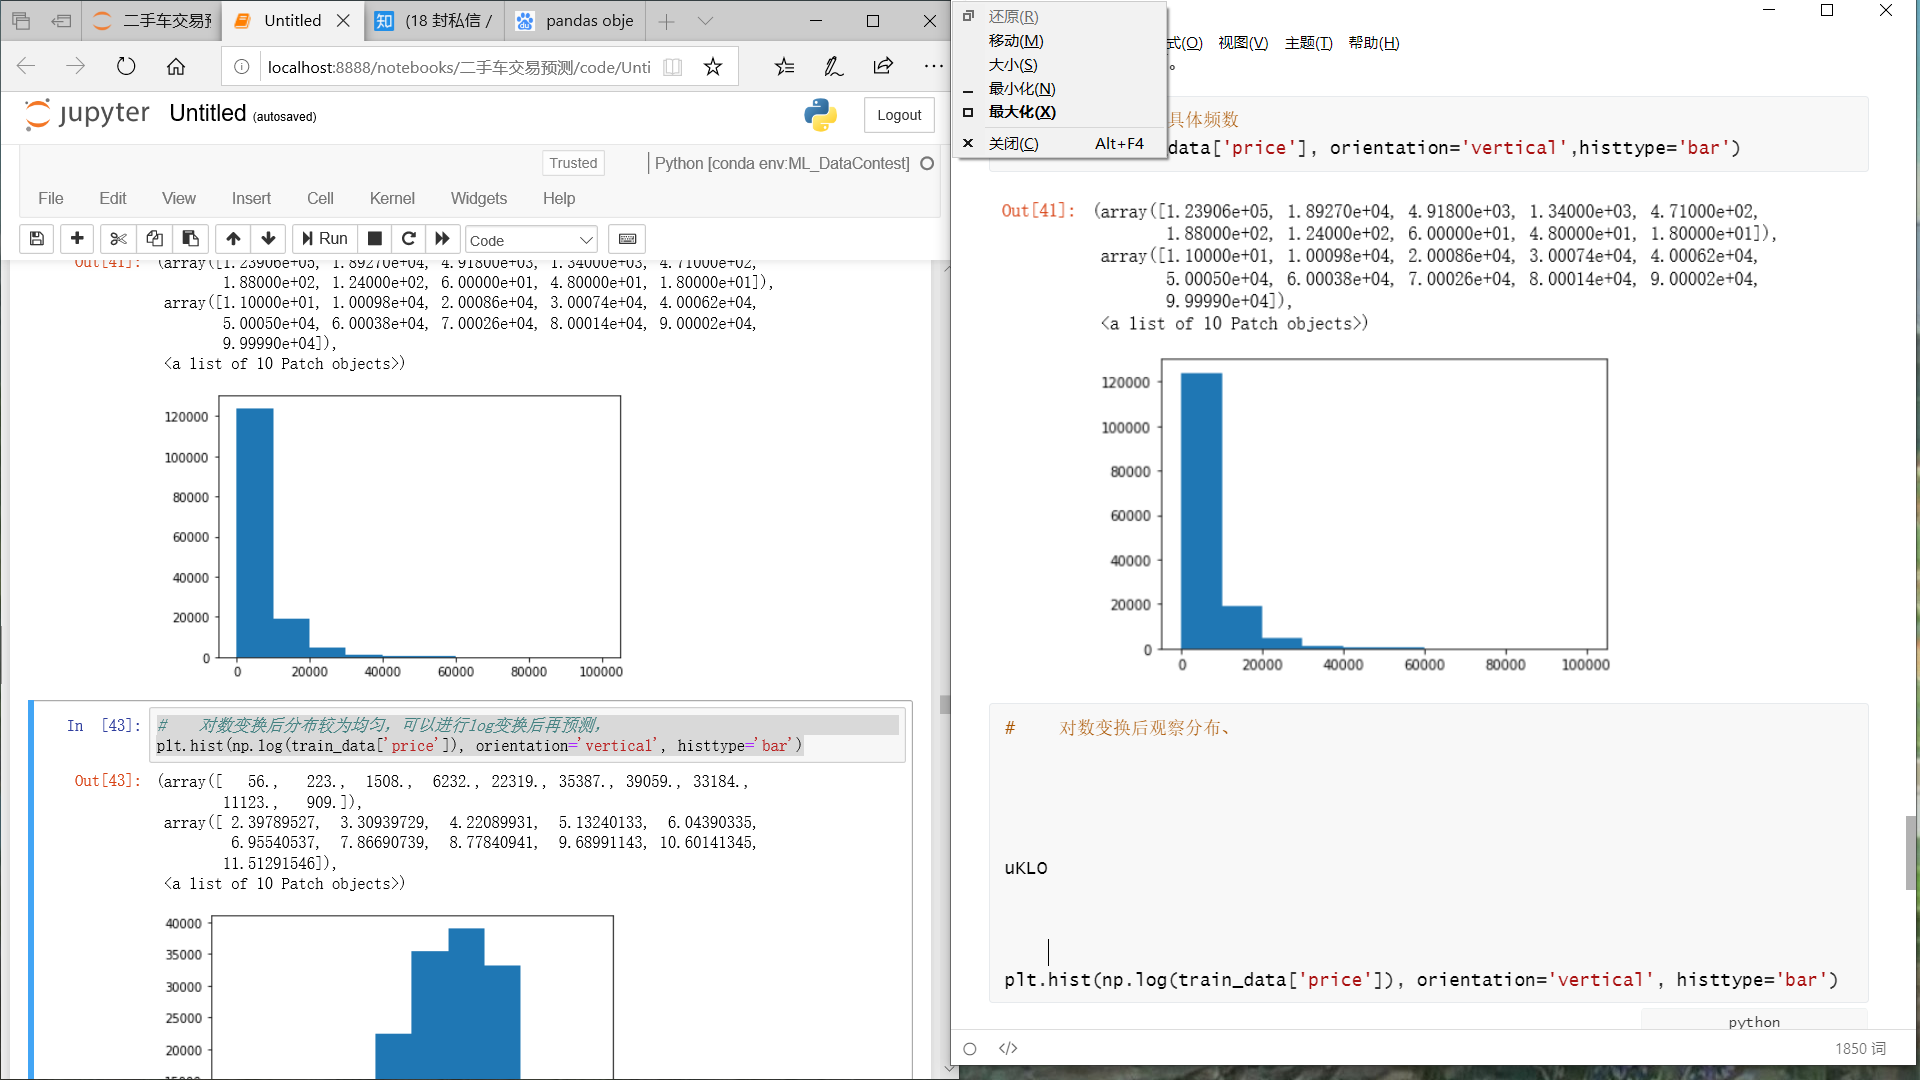 二手车交易预
Untitled
(18 封私信 /
pandas obje
localhost:8888/notebooks/二手车交易预测/code/Unti
jupyter Untitled (autosaved)
Logout
Trusted
Python [conda env:ML_DataContest]
File Edit View Insert Cell Kernel Widgets Help
Run
Code
Out[41]: (array([1.23906e+05, 1.89270e+04, 4.91800e+03, 1.34000e+03, 4.71000e+02,
1.88000e+02, 1.24000e+02, 6.00000e+01, 4.80000e+01, 1.80000e+01]),
array([1.10000e+01, 1.00098e+04, 2.00086e+04, 3.00074e+04, 4.00062e+04,
5.00050e+04, 6.00038e+04, 7.00026e+04, 8.00014e+04, 9.00002e+04,
9.99990e+04]),
<a list of 10 Patch objects>)
120000
100000
80000
60000
40000
20000
0
0 20000 40000 60000 80000 100000
In [43]: # 对数变换后分布较为均匀，可以进行log变换后再预测，
plt.hist(np.log(train_data['price']), orientation='vertical', histtype='bar')
Out[43]: (array([ 56., 223., 1508., 6232., 22319., 35387., 39059., 33184.,
11123., 909.]),
array([ 2.39789527, 3.30939729, 4.22089931, 5.13240133, 6.04390335,
6.95540537, 7.86690739, 8.77840941, 9.68991143, 10.60141345,
11.51291546]),
<a list of 10 Patch objects>)
40000
35000
30000
25000
20000
15000
还原(R)
移动(M)
大小(S)
最小化(N)
最大化(X)
关闭(C) Alt+F4
式(O) 视图(V) 主题(T) 帮助(H)
。
具体频数
data['price'], orientation='vertical',histtype='bar')
Out[41]: (array([1.23906e+05, 1.89270e+04, 4.91800e+03, 1.34000e+03, 4.71000e+02,
1.88000e+02, 1.24000e+02, 6.00000e+01, 4.80000e+01, 1.80000e+01]),
array([1.10000e+01, 1.00098e+04, 2.00086e+04, 3.00074e+04, 4.00062e+04,
5.00050e+04, 6.00038e+04, 7.00026e+04, 8.00014e+04, 9.00002e+04,
9.99990e+04]),
<a list of 10 Patch objects>)
120000
100000
80000
60000
40000
20000
0
0 20000 40000 60000 80000 100000
# 对数变换后观察分布、
uKLO
plt.hist(np.log(train_data['price']), orientation='vertical', histtype='bar')
python
1850 词